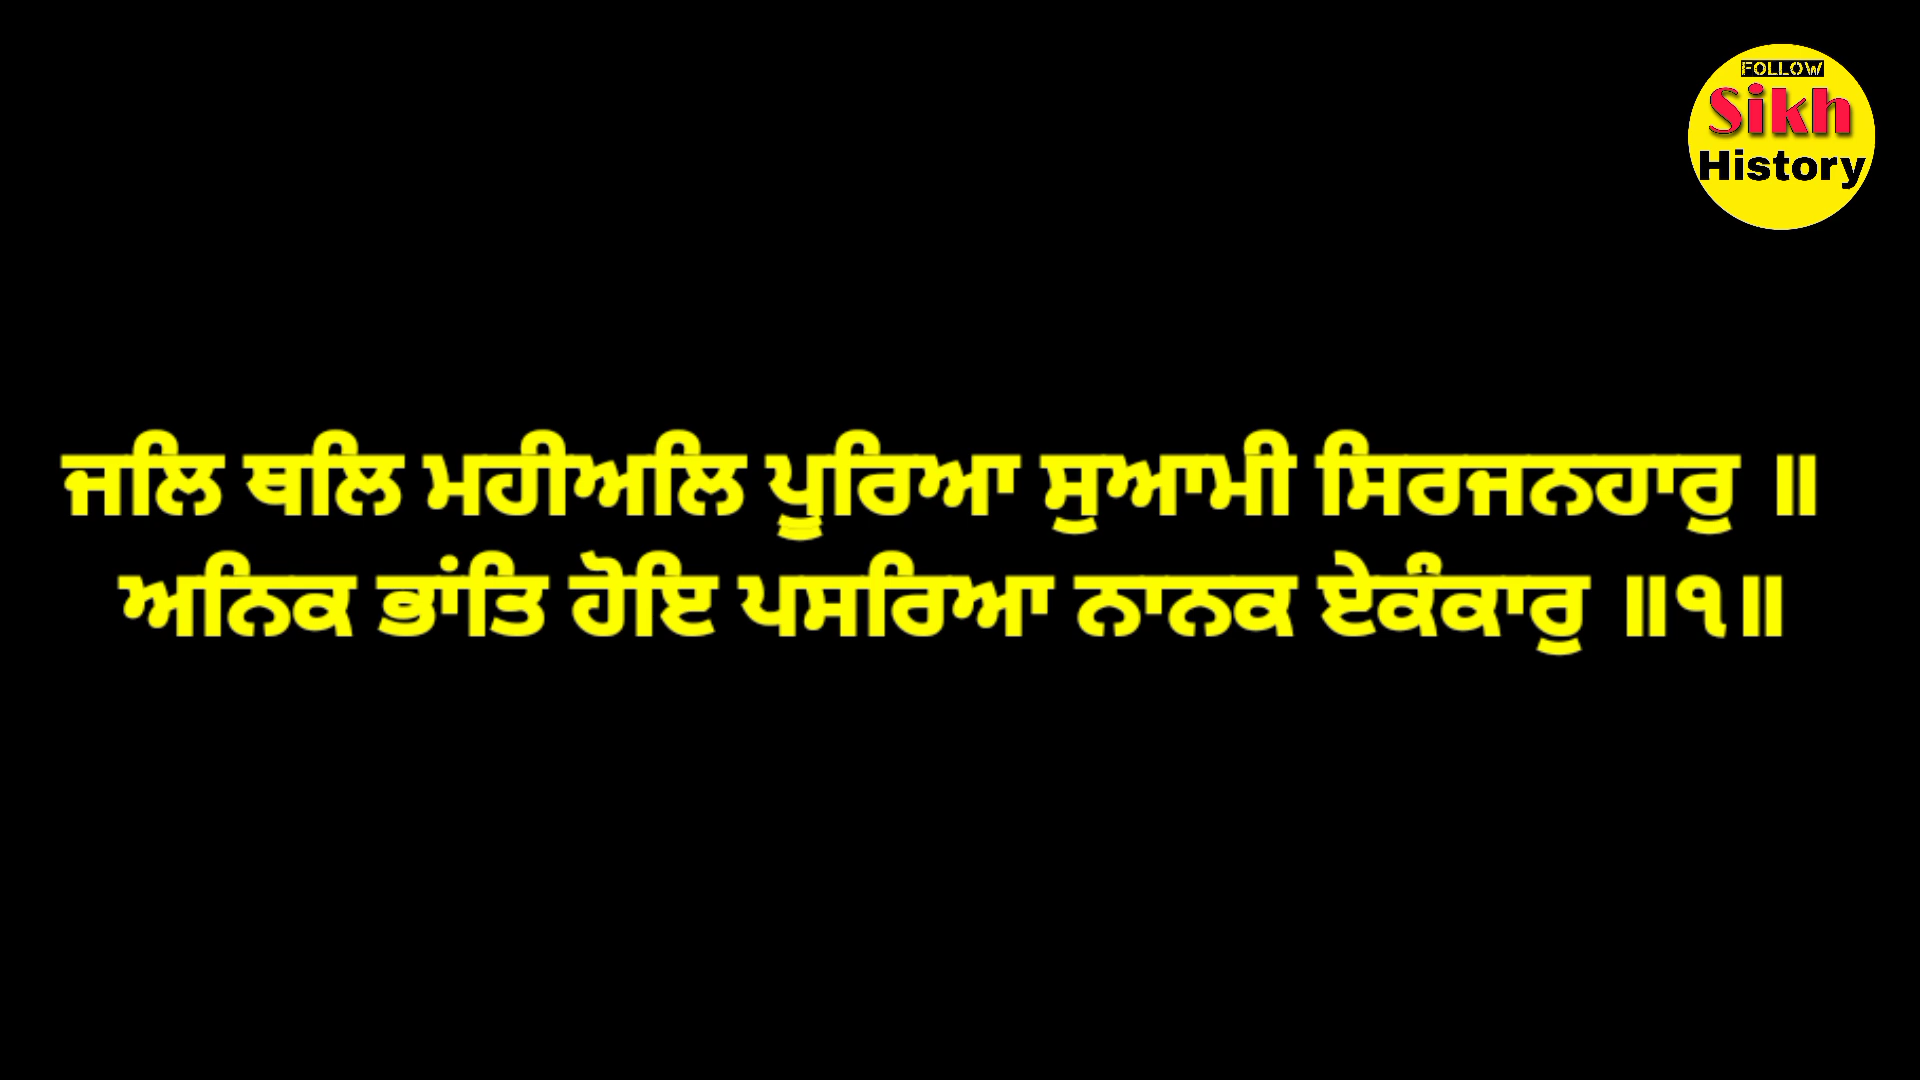 FOLLOW
Sikh
History
ਜਲਿ ਥਲਿ ਮਹੀਅਲਿ ਪੂਰਿਆ ਸੁਆਮੀ ਸਿਰਜਨਹਾਰੁ ॥
ਅਨਿਕ ਭਾਂਤਿ ਹੋਇ ਪਸਰਿਆ ਨਾਨਕ ਏਕੰਕਾਰੁ ॥੧॥